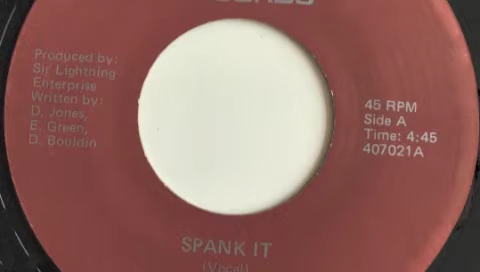 Produced by:
Sir Lightning
Enterprise
Written by:
D. Jones,
E. Green,
D. Bouldin
45 RPM
Side A
Time: 4:45
407021A
SPANK IT
(Vocal)